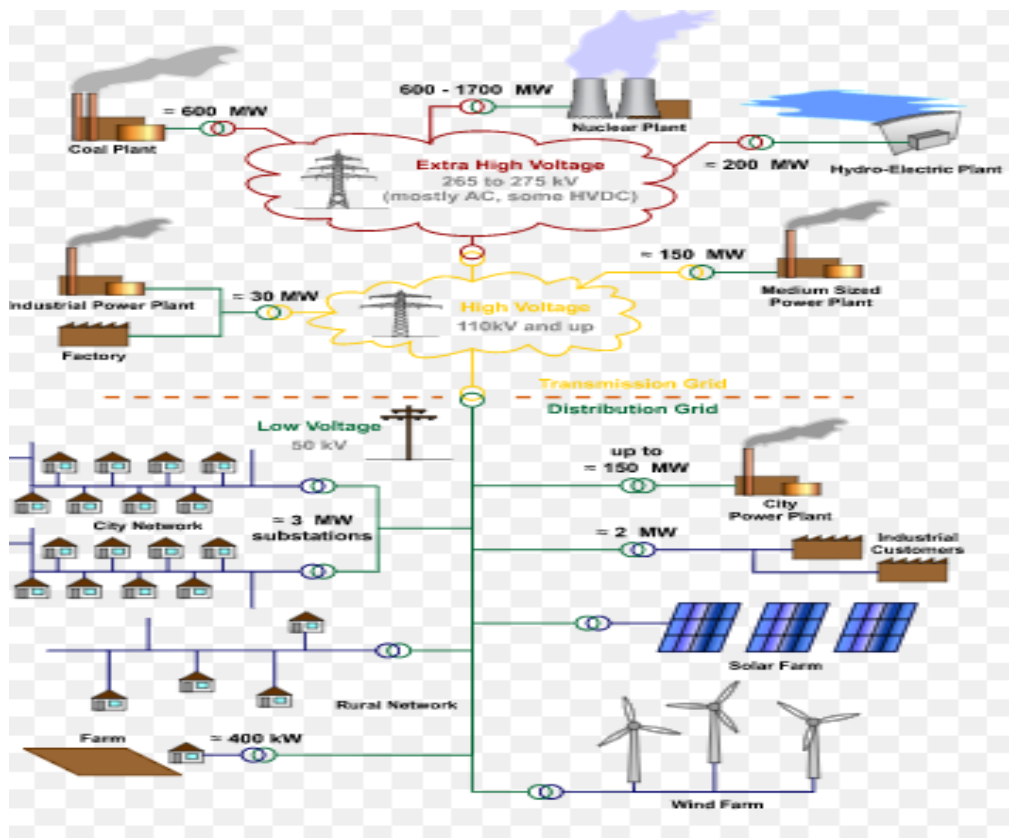 600 - 1700 MW
≈ 600 MW
Nuclear Plant
Coal Plant
Extra High Voltage
265 to 275 kV
(mostly AC, some HVDC)
≈ 200 MW
Hydro-Electric Plant
≈ 150 MW
Industrial Power Plant
≈ 30 MW
High Voltage
110kV and up
Medium Sized
Power Plant
Factory
Transmission Grid
Distribution Grid
Low Voltage
50 kV
up to
≈ 150 MW
City Network
≈ 3 MW
substations
City
Power Plant
≈ 2 MW
Industrial
Customers
Solar Farm
Rural Network
Farm
≈ 400 kW
Wind Farm